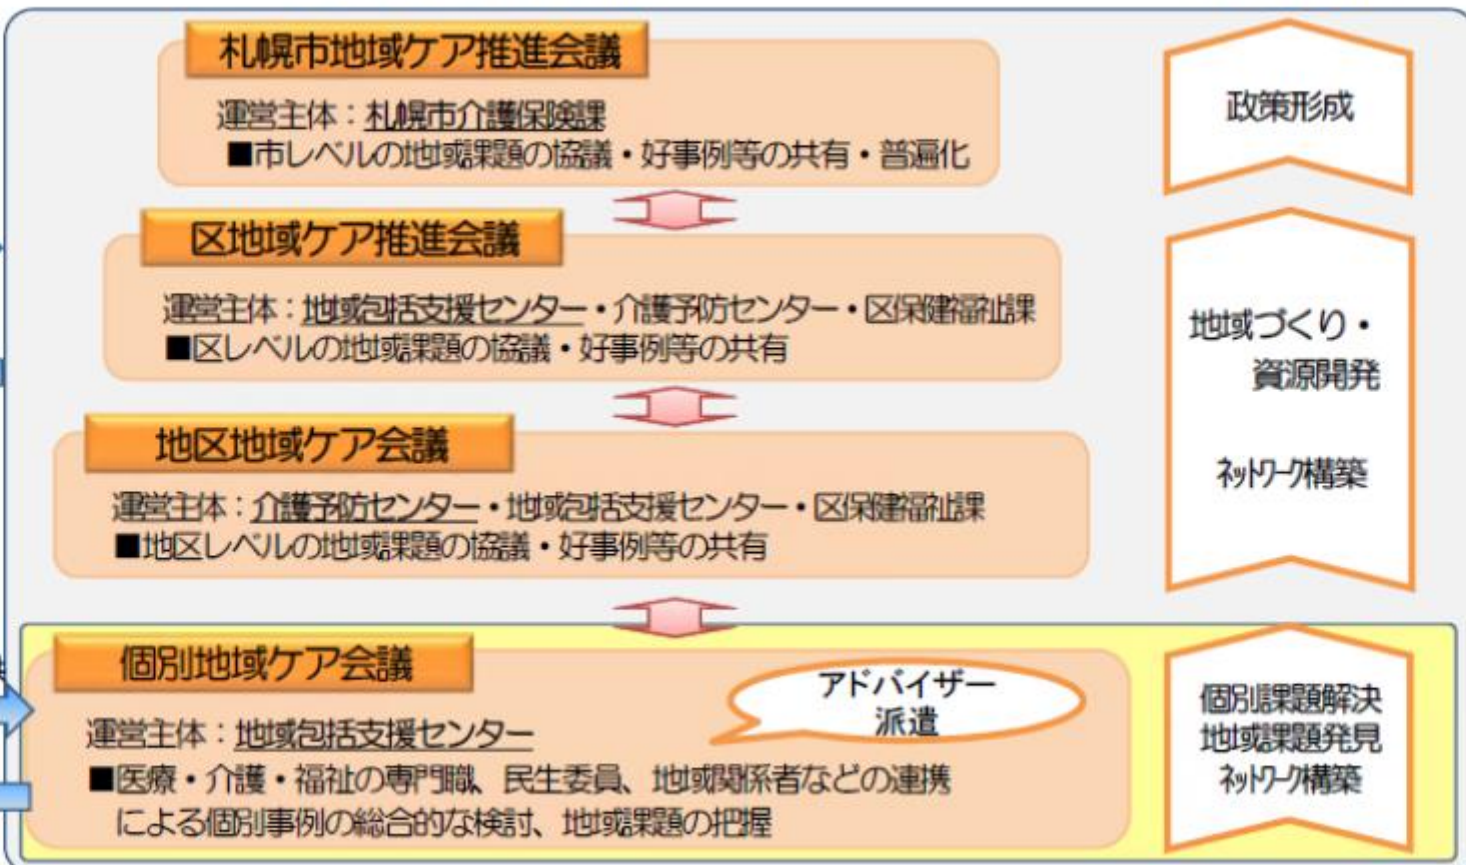 札幌市地域ケア推進会議
運営主体：札幌市介護保険課
■市レベルの地域課題の協議・好事例等の共有・普遍化
政策形成
区地域ケア推進会議
運営主体：地域包括支援センター・介護予防センター・区保健福祉課
■区レベルの地域課題の協議・好事例等の共有
地域づくり・
資源開発
ﾈｯﾄﾜｰｸ構築
地区地域ケア会議
運営主体：介護予防センター・地域包括支援センター・区保健福祉課
■地区レベルの地域課題の協議・好事例等の共有
個別地域ケア会議
アドバイザー
派遣
運営主体：地域包括支援センター
■医療・介護・福祉の専門職、民生委員、地域関係者などの連携
による個別事例の総合的な検討、地域課題の把握
個別課題解決
地域課題発見
ﾈｯﾄﾜｰｸ構築